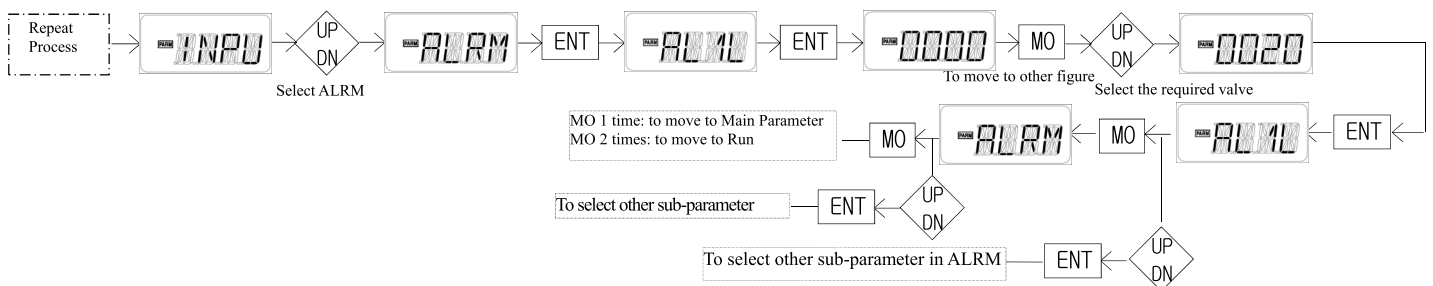 Repeat
Process
PARM INPU
UP
DN
Select ALRM
PARM ALRM
ENT
PARM AL1L
ENT
PARM 0000
MO
To move to other figure
UP
DN
Select the required valve
PARM 0020
ENT
PARM AL1L
MO
PARM ALRM
MO
MO 1 time: to move to Main Parameter
MO 2 times: to move to Run
UP
DN
ENT
To select other sub-parameter
UP
DN
ENT
To select other sub-parameter in ALRM